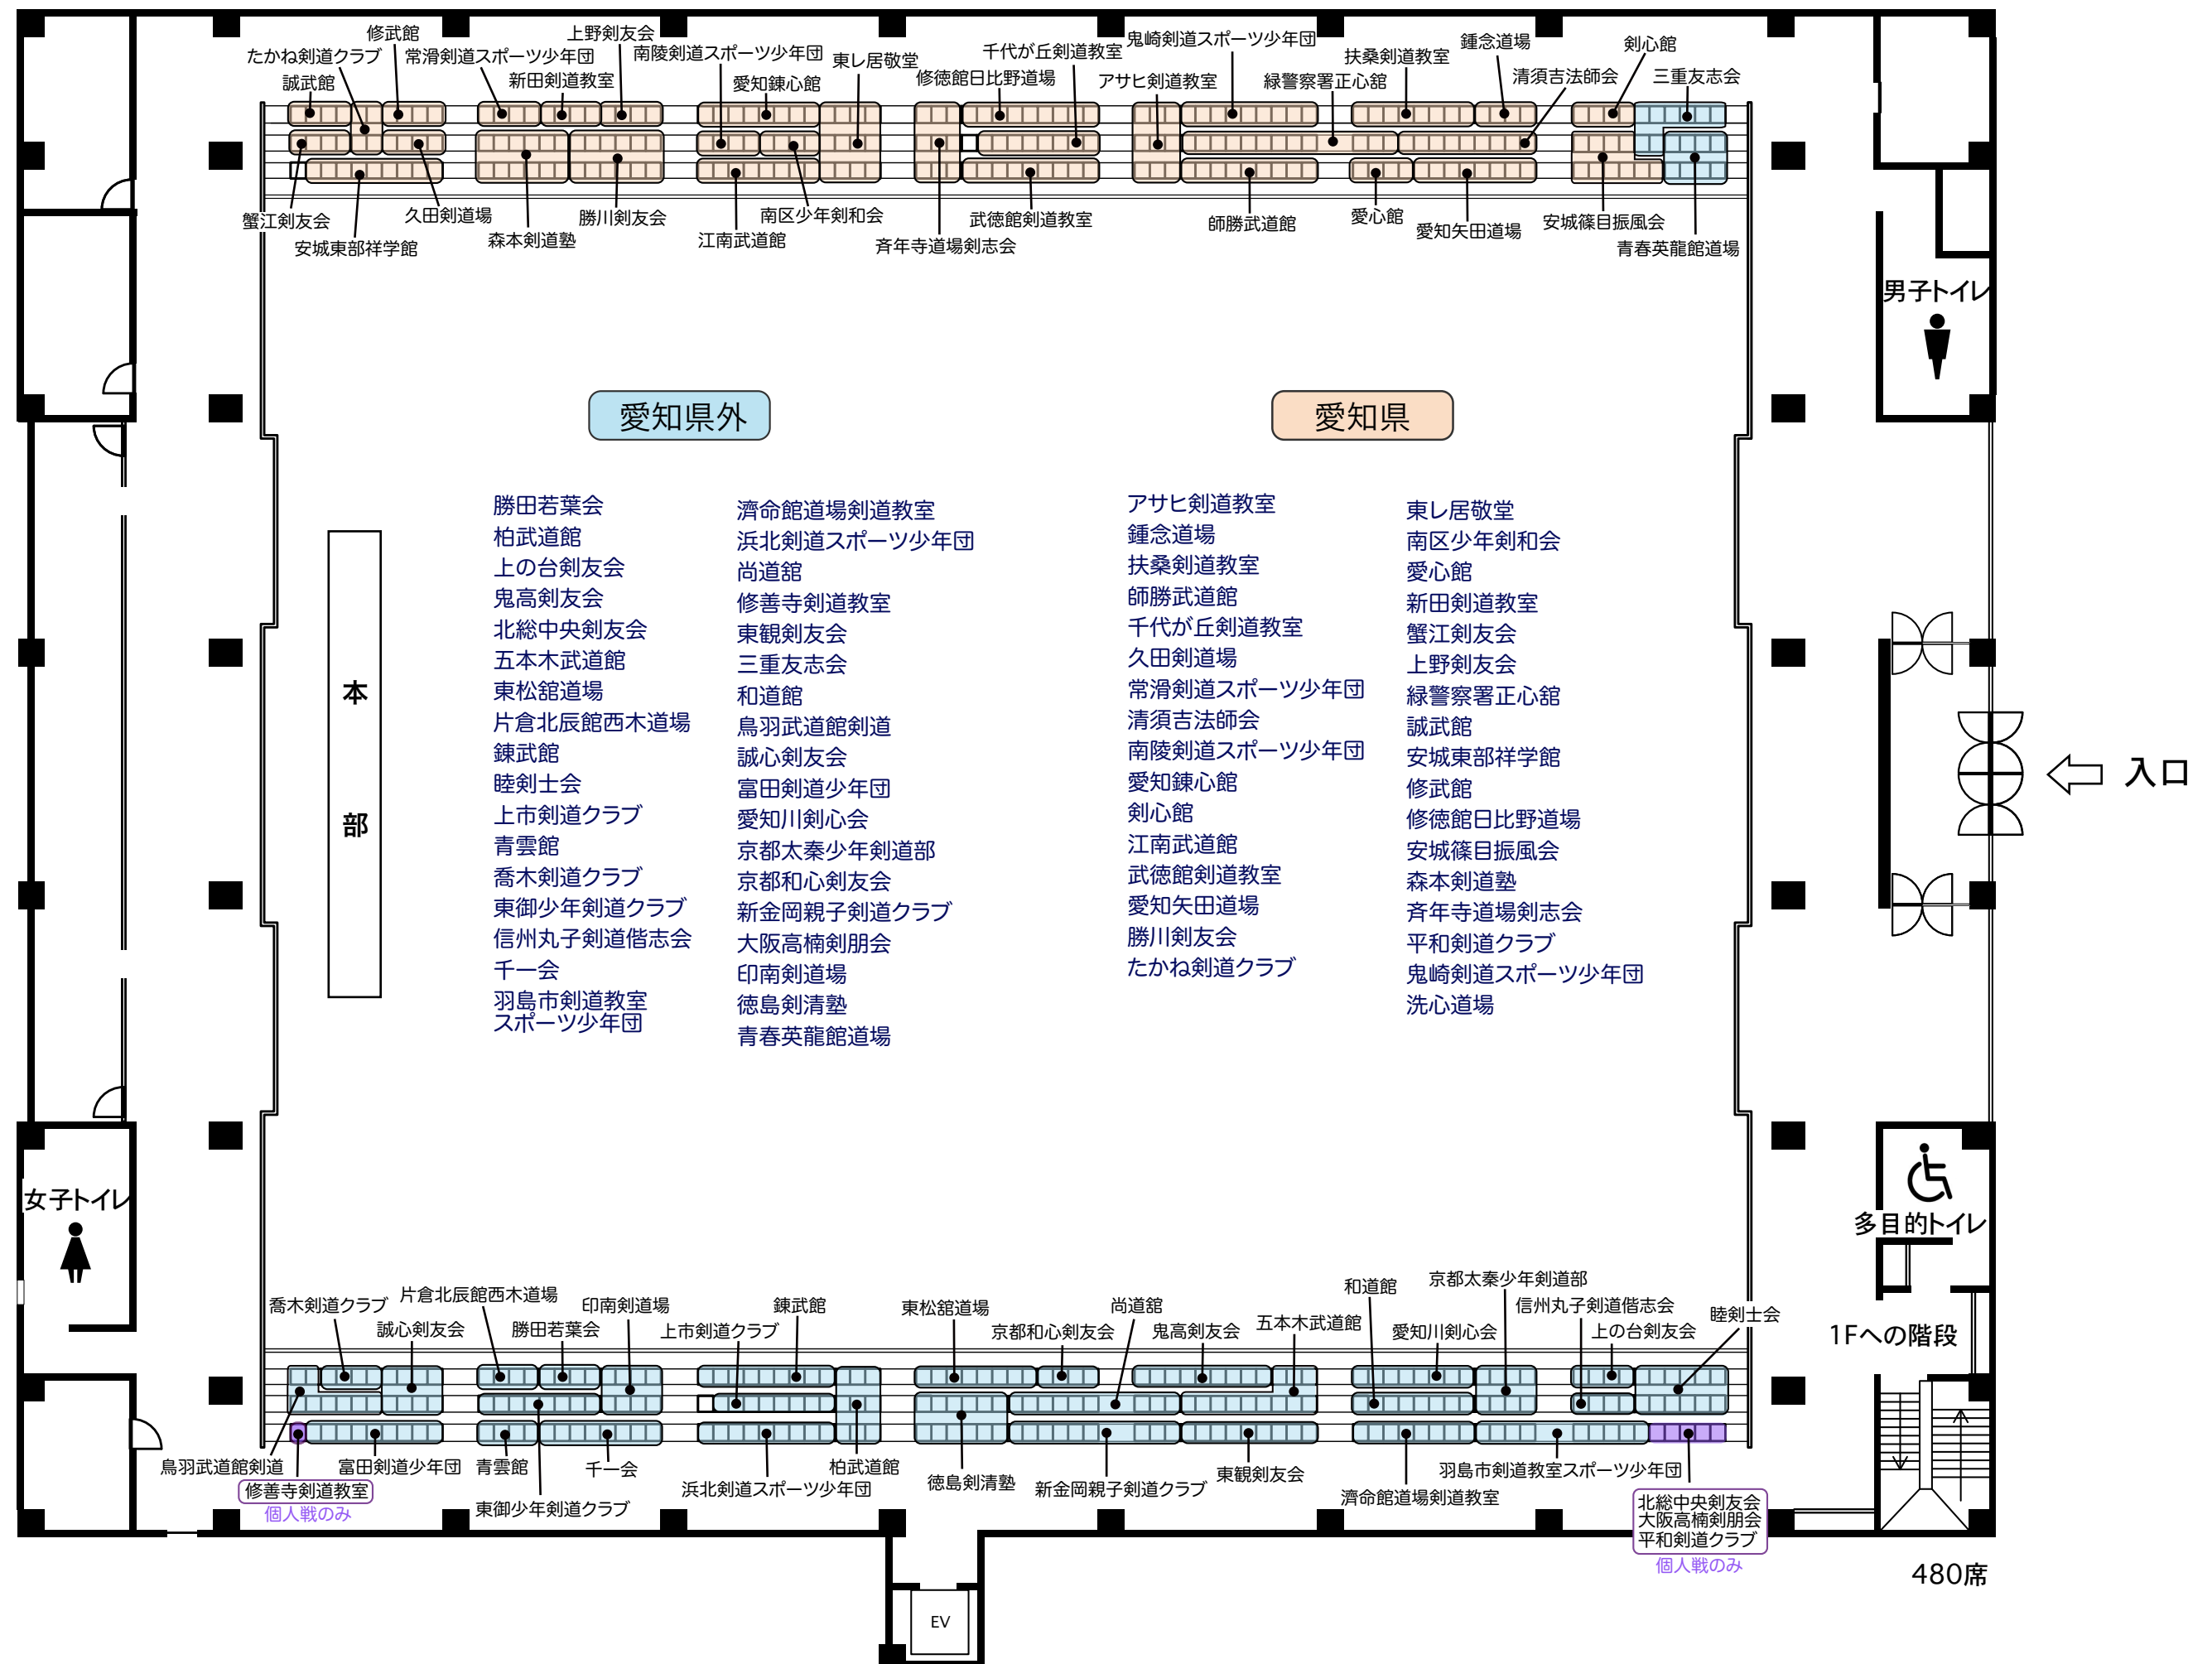 修武館
上野剣友会
たかね剣道クラブ
常滑剣道スポーツ少年団
南陵剣道スポーツ少年団
誠武館
新田剣道教室
愛知錬心館
東レ居敬堂
千代が丘剣道教室
鬼崎剣道スポーツ少年団
修徳館日比野道場
アサヒ剣道教室
緑警察署正心館
扶桑剣道教室
鍾念道場
剣心館
清須吉法師会
三重友志会
蟹江剣友会
安城東部祥学館
久田剣道場
森本剣道塾
勝川剣友会
江南武道館
南区少年剣和会
斉年寺道場剣志会
武徳館剣道教室
師勝武道館
愛心館
愛知矢田道場
安城篠目振風会
青春英龍館道場
男子トイレ
愛知県外
愛知県
勝田若葉会
柏武道館
上の台剣友会
鬼高剣友会
北総中央剣友会
五本木武道館
東松舘道場
片倉北辰館西木道場
錬武館
睦剣士会
上市剣道クラブ
青雲館
喬木剣道クラブ
東御少年剣道クラブ
信州丸子剣道偕志会
千一会
羽島市剣道教室
スポーツ少年団
濟命館道場剣道教室
浜北剣道スポーツ少年団
尚道舘
修善寺剣道教室
東観剣友会
三重友志会
和道館
鳥羽武道館剣道
誠心剣友会
富田剣道少年団
愛知川剣心会
京都太秦少年剣道部
京都和心剣友会
新金岡親子剣道クラブ
大阪高楠剣朋会
印南剣道場
徳島剣清塾
青春英龍館道場
アサヒ剣道教室
鍾念道場
扶桑剣道教室
師勝武道館
千代が丘剣道教室
久田剣道場
常滑剣道スポーツ少年団
清須吉法師会
南陵剣道スポーツ少年団
愛知錬心館
剣心館
江南武道館
武徳館剣道教室
愛知矢田道場
勝川剣友会
たかね剣道クラブ
東レ居敬堂
南区少年剣和会
愛心館
新田剣道教室
蟹江剣友会
上野剣友会
緑警察署正心館
誠武館
安城東部祥学館
修武館
修徳館日比野道場
安城篠目振風会
森本剣道塾
斉年寺道場剣志会
平和剣道クラブ
鬼崎剣道スポーツ少年団
洗心道場
本
部
入口
女子トイレ
多目的トイレ
1Fへの階段
喬木剣道クラブ
片倉北辰館西木道場
誠心剣友会
勝田若葉会
印南剣道場
上市剣道クラブ
錬武館
東松舘道場
京都和心剣友会
尚道舘
鬼高剣友会
五本木武道館
和道館
京都太秦少年剣道部
愛知川剣心会
信州丸子剣道偕志会
上の台剣友会
睦剣士会
鳥羽武道館剣道
修善寺剣道教室
個人戦のみ
富田剣道少年団
青雲館
千一会
東御少年剣道クラブ
浜北剣道スポーツ少年団
柏武道館
徳島剣清塾
新金岡親子剣道クラブ
東観剣友会
濟命館道場剣道教室
羽島市剣道教室スポーツ少年団
北総中央剣友会
大阪高楠剣朋会
平和剣道クラブ
個人戦のみ
480席
EV